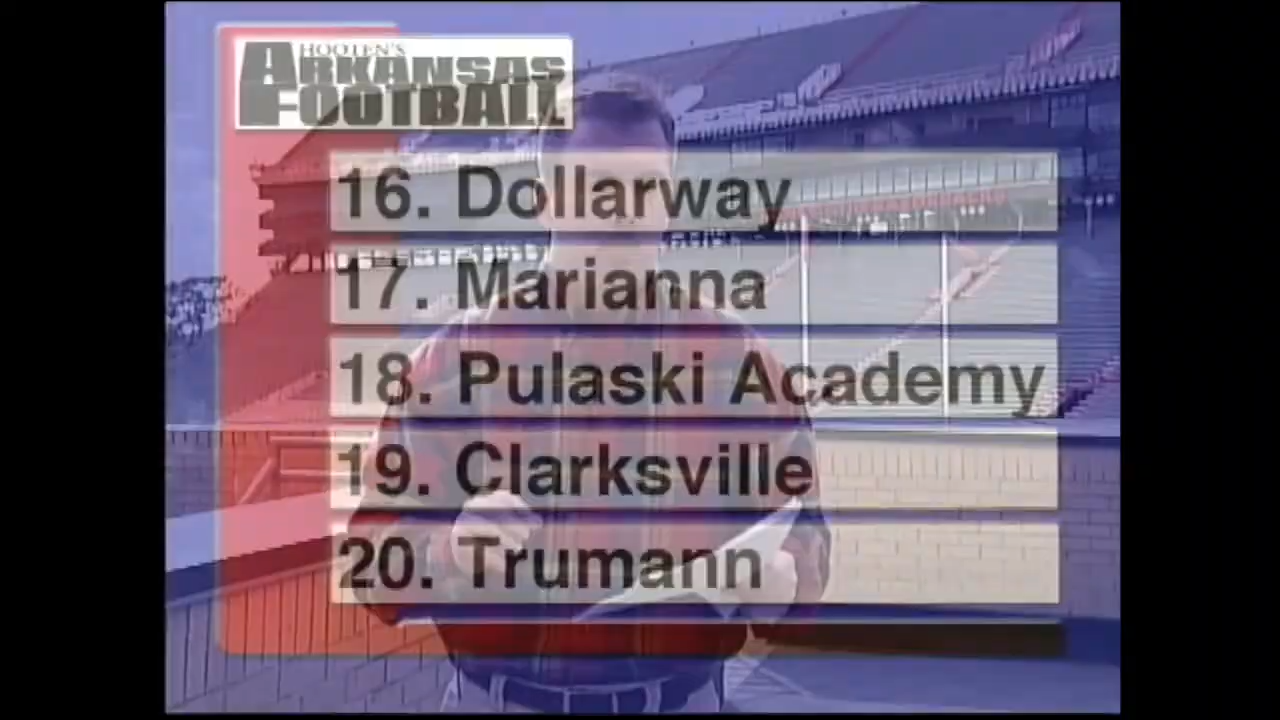 HOOTEN'S
ARKANSAS
FOOTBALL
16. Dollarway
17. Marianna
18. Pulaski Academy
19. Clarksville
20. Trumann